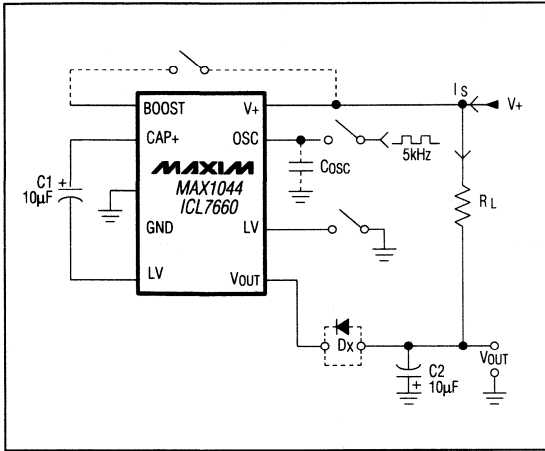 BOOST
V+
IS
V+
CAP+
OSC
5kHz
MAXIM
MAX1044
ICL7660
COSC
C1
+
10µF
RL
GND
LV
LV
VOUT
DX
VOUT
C2
+
10µF